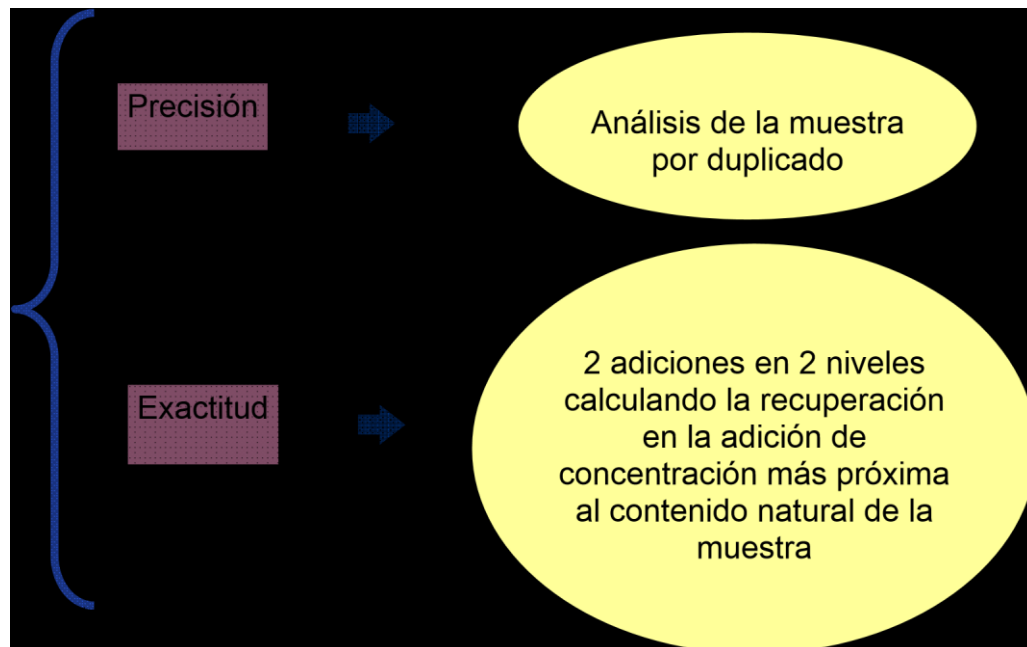 Precisión
Análisis de la muestra
por duplicado
Exactitud
2 adiciones en 2 niveles
calculando la recuperación
en la adición de
concentración más próxima
al contenido natural de la
muestra